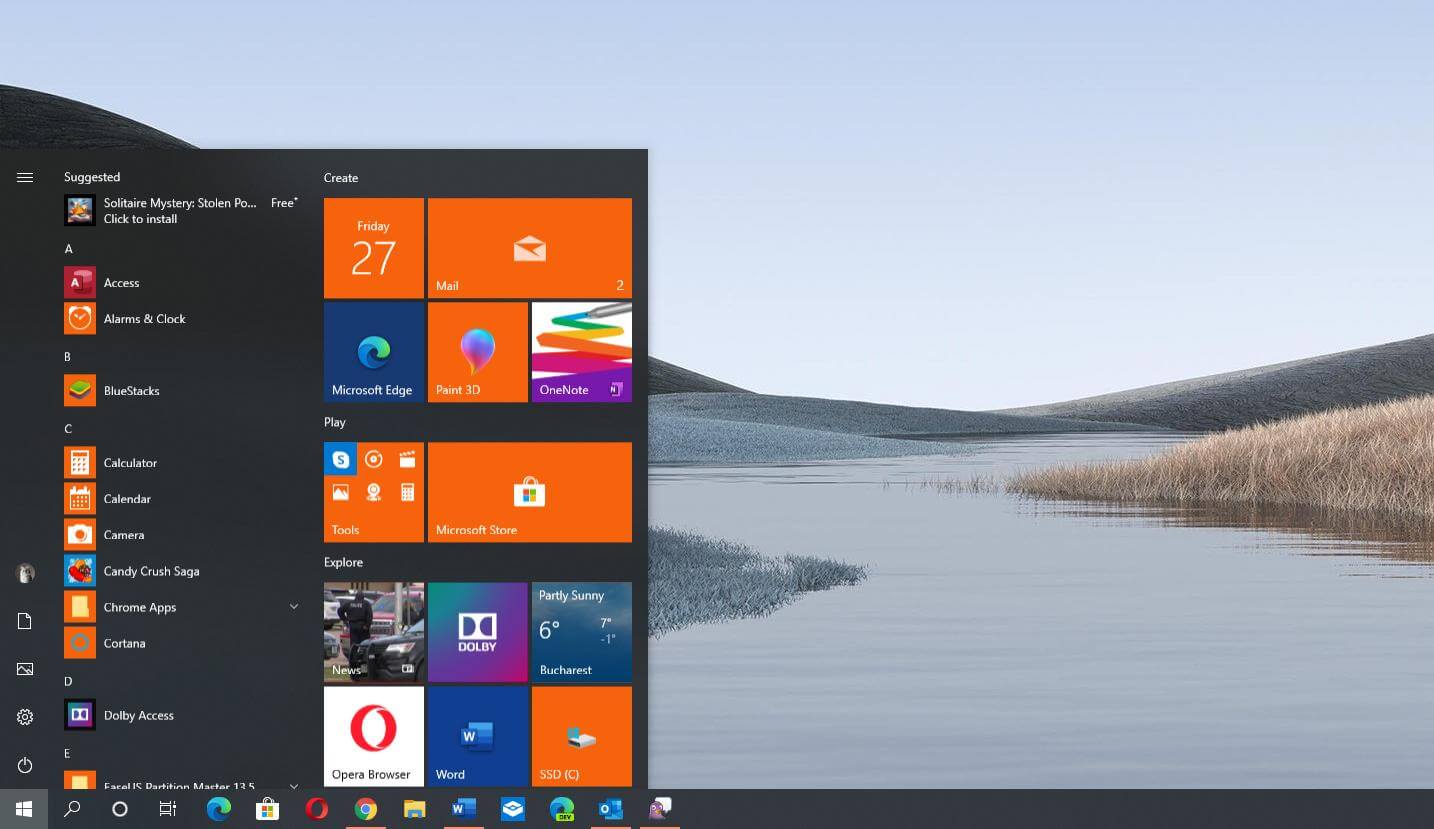 Suggested
Solitaire Mystery: Stolen Po... Free*
Click to install
A
Access
Alarms & Clock
B
BlueStacks
C
Calculator
Calendar
Camera
Candy Crush Saga
Chrome Apps
Cortana
D
Dolby Access
E
EaseUS Partition Master 13.5
Create
Friday
27
Mail 2
Microsoft Edge
Paint 3D
OneNote
Play
Tools
Microsoft Store
Explore
News
DOLBY
Partly Sunny
6° 7°
-1°
Bucharest
Opera Browser
Word
SSD (C)
DEV